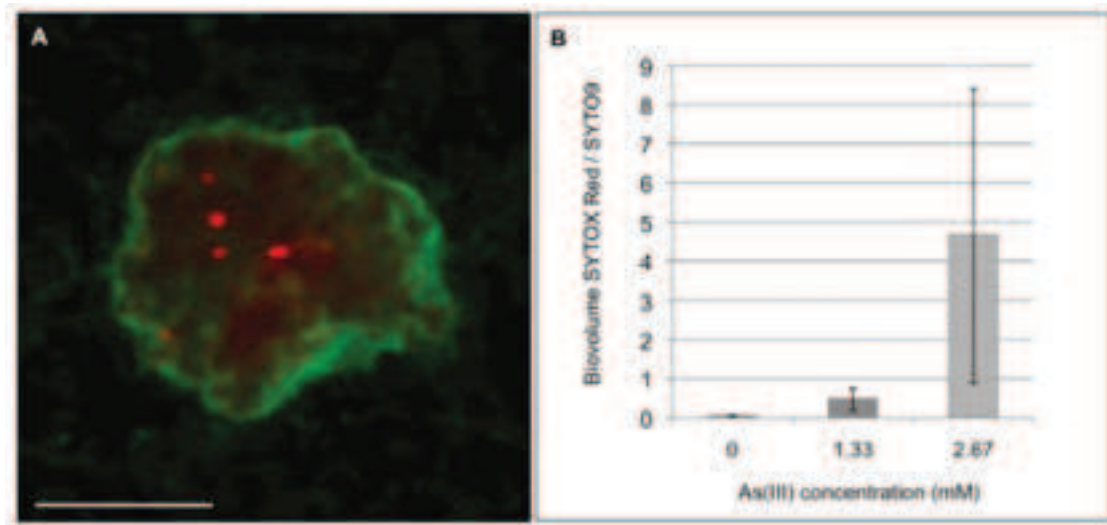 A
B
Biovolume SYTOX Red / SYTO9
9
8
7
6
5
4
3
2
1
0
0 1.33 2.67
As(III) concentration (mM)